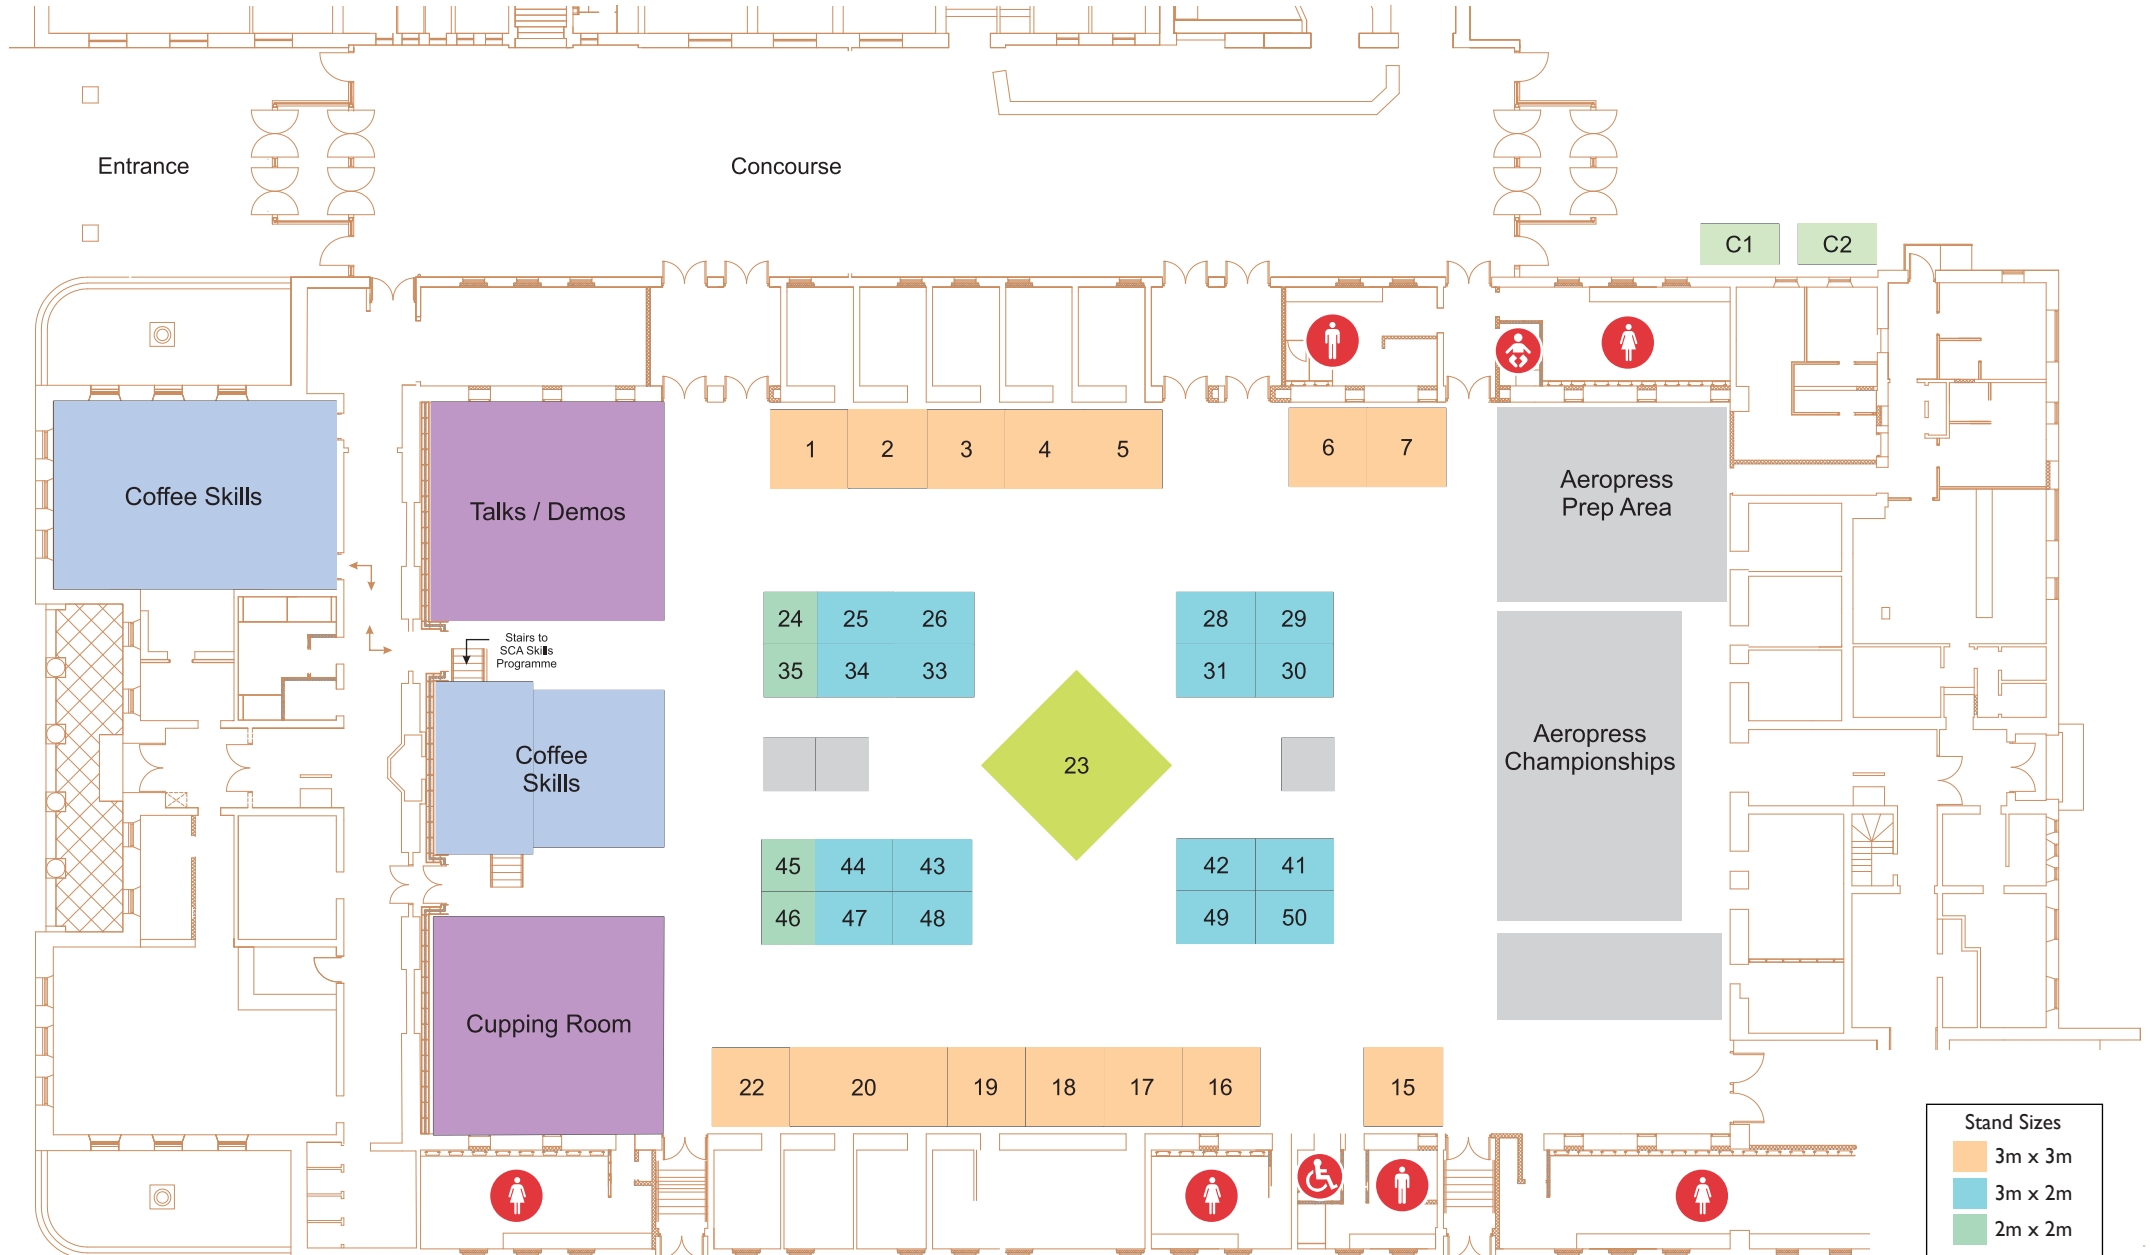 Entrance
Concourse
C1
C2
1
2
3
4
5
6
7
Coffee Skills
Talks / Demos
Aeropress
Prep Area
24
25
26
28
29
Stairs to
SCA Skills
Programme
35
34
33
31
30
Coffee
Skills
23
Aeropress
Championships
45
44
43
42
41
46
47
48
49
50
Cupping Room
22
20
19
18
17
16
15
Stand Sizes
3m x 3m
3m x 2m
2m x 2m